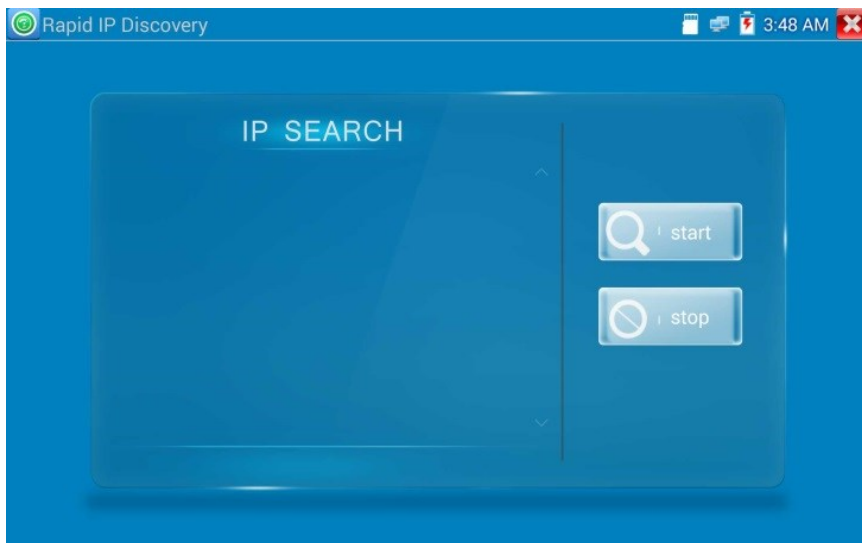 Rapid IP Discovery
3:48 AM
IP SEARCH
start
stop